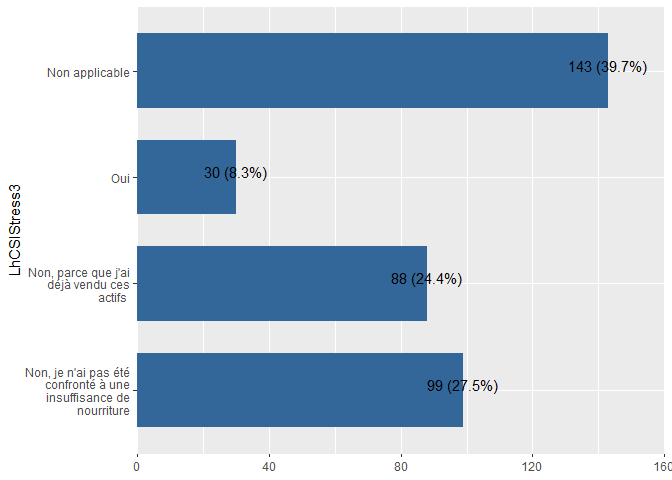 LhCSIStress3
Non applicable
143 (39.7%)
Oui
30 (8.3%)
Non, parce que j'ai
déjà vendu ces
actifs
88 (24.4%)
Non, je n'ai pas été
confronté à une
insuffisance de
nourriture
99 (27.5%)
0
40
80
120
160